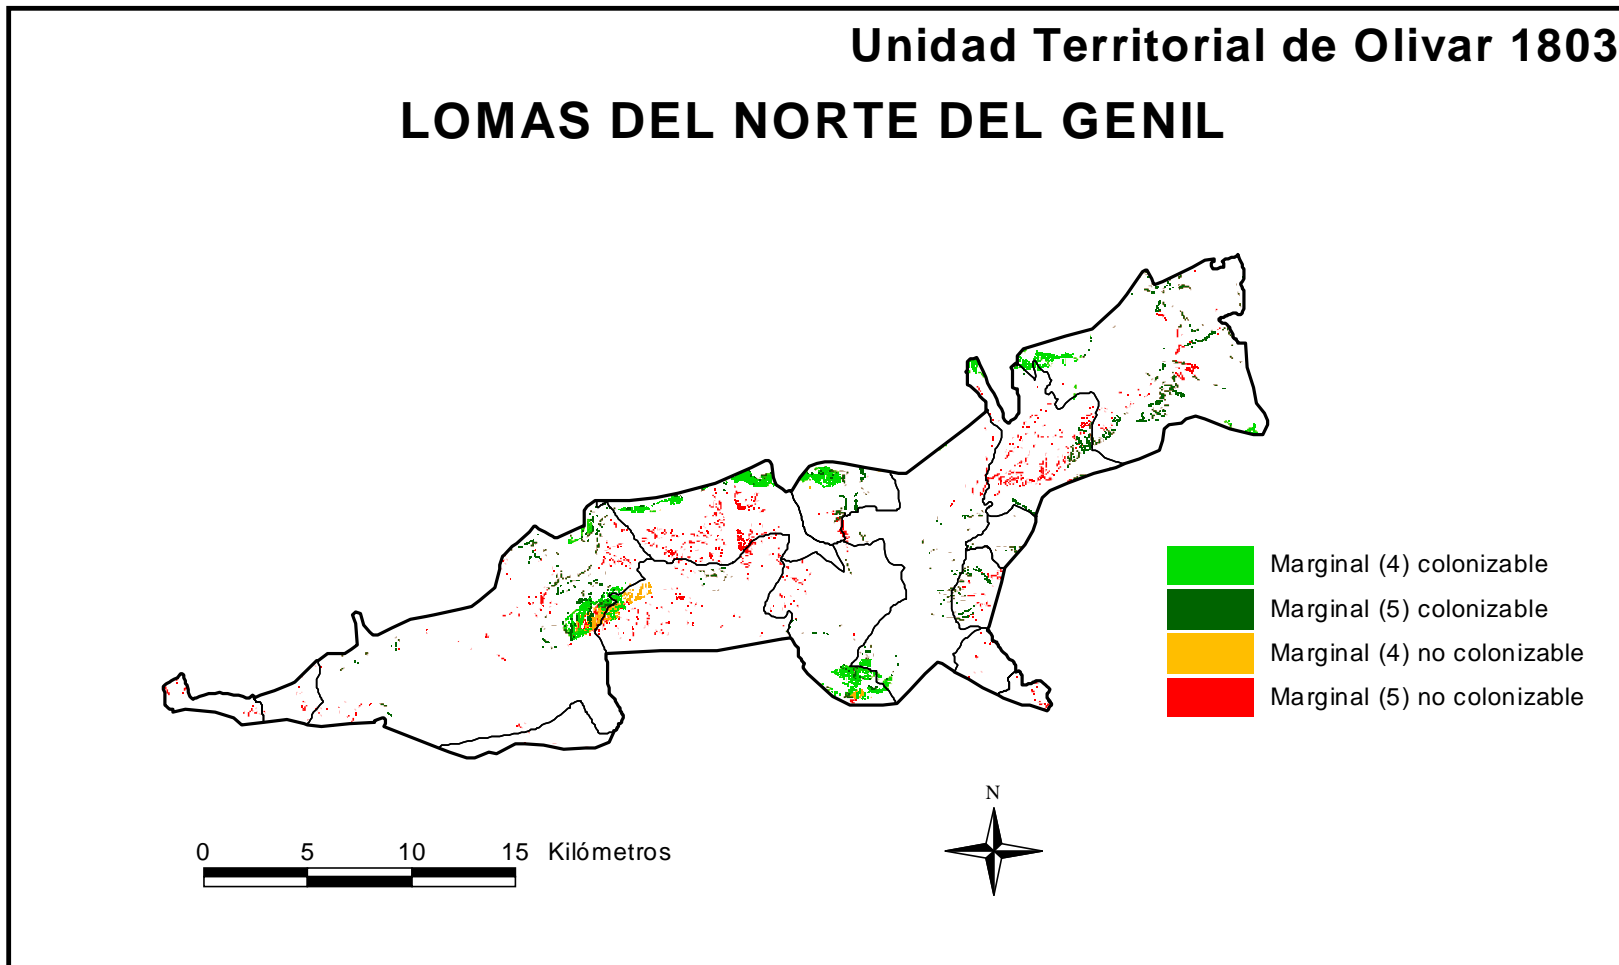 Unidad Territorial de Olivar 1803
LOMAS DEL NORTE DEL GENIL
Marginal (4) colonizable
Marginal (5) colonizable
Marginal (4) no colonizable
Marginal (5) no colonizable
N
0 5 10 15 Kilómetros